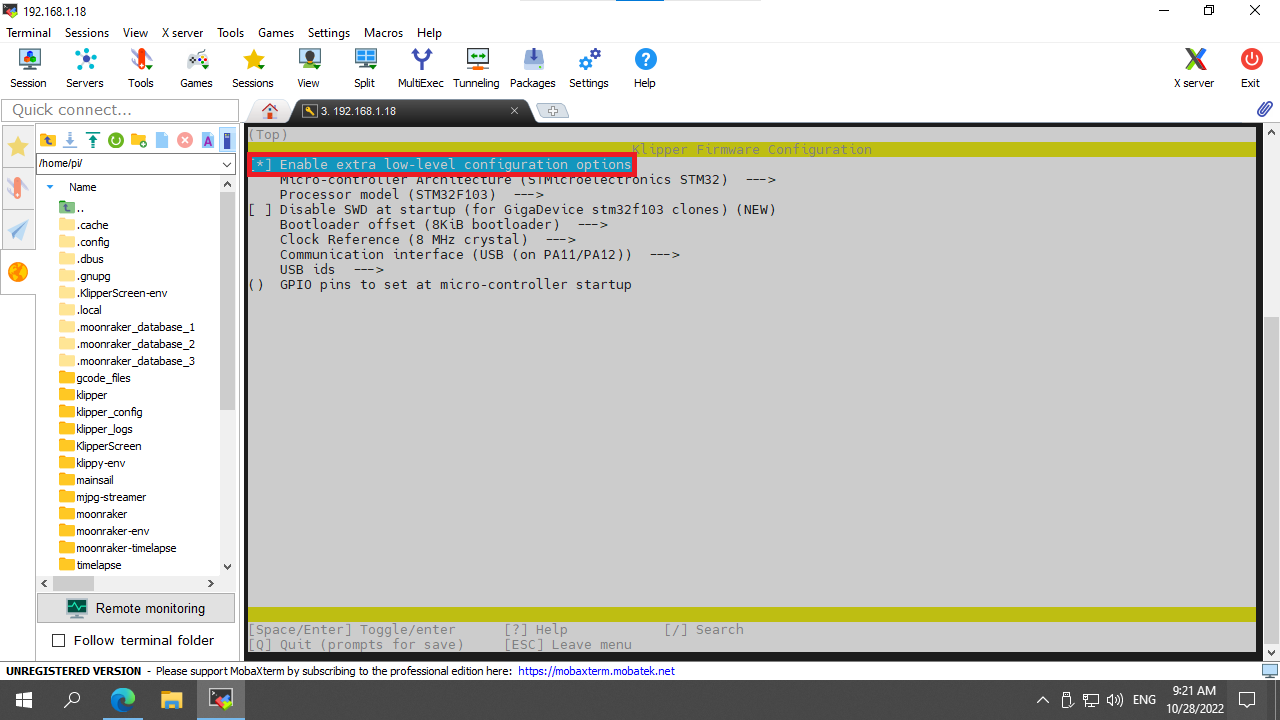 192.168.1.18
Terminal Sessions View X server Tools Games Settings Macros Help
Session Servers Tools Games Sessions View Split MultiExec Tunneling Packages Settings Help X server Exit
Quick connect...
3. 192.168.1.18
/home/pi/
Name
..
.cache
.config
.dbus
.gnupg
.KlipperScreen-env
.local
.moonraker_database_1
.moonraker_database_2
.moonraker_database_3
gcode_files
klipper
klipper_config
klipper_logs
KlipperScreen
klippy-env
mainsail
mjpg-streamer
moonraker
moonraker-env
moonraker-timelapse
timelapse
Remote monitoring
Follow terminal folder
(Top)
Klipper Firmware Configuration
[*] Enable extra low-level configuration options
Micro-controller Architecture (STMicroelectronics STM32) --->
Processor model (STM32F103) --->
[ ] Disable SWD at startup (for GigaDevice stm32f103 clones) (NEW)
Bootloader offset (8KiB bootloader) --->
Clock Reference (8 MHz crystal) --->
Communication interface (USB (on PA11/PA12)) --->
USB ids --->
() GPIO pins to set at micro-controller startup
[Space/Enter] Toggle/enter [?] Help [/] Search
[Q] Quit (prompts for save) [ESC] Leave menu
UNREGISTERED VERSION - Please support MobaXterm by subscribing to the professional edition here: https://mobaxterm.mobatek.net
ENG
9:21 AM
10/28/2022